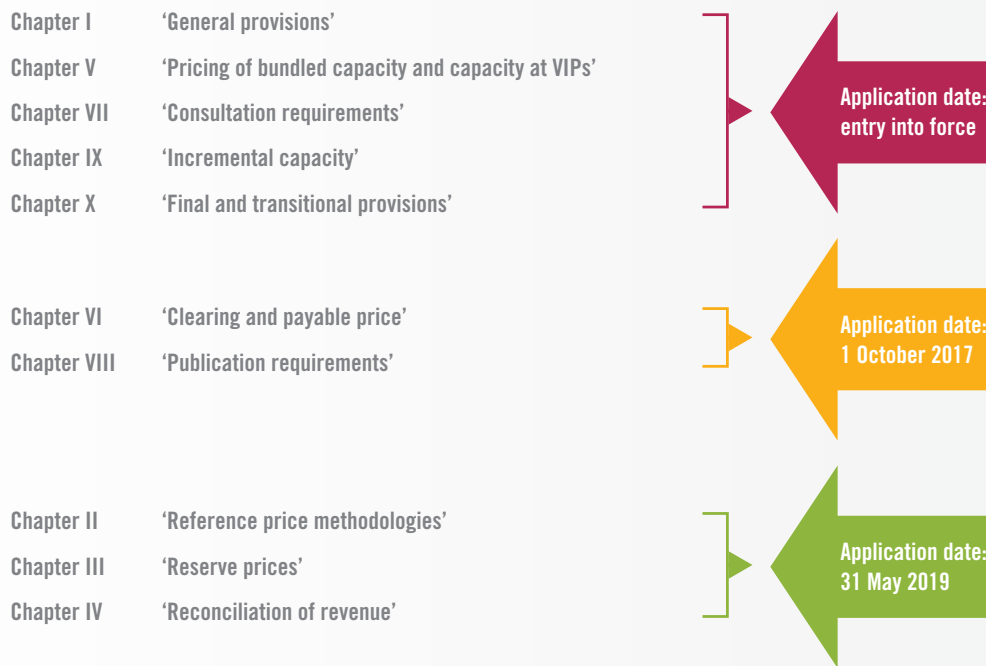 Chapter I ‘General provisions’
Chapter V ‘Pricing of bundled capacity and capacity at VIPs’
Chapter VII ‘Consultation requirements’
Chapter IX ‘Incremental capacity’
Chapter X ‘Final and transitional provisions’
Application date:
entry into force
Chapter VI ‘Clearing and payable price’
Chapter VIII ‘Publication requirements’
Application date:
1 October 2017
Chapter II ‘Reference price methodologies’
Chapter III ‘Reserve prices’
Chapter IV ‘Reconciliation of revenue’
Application date:
31 May 2019